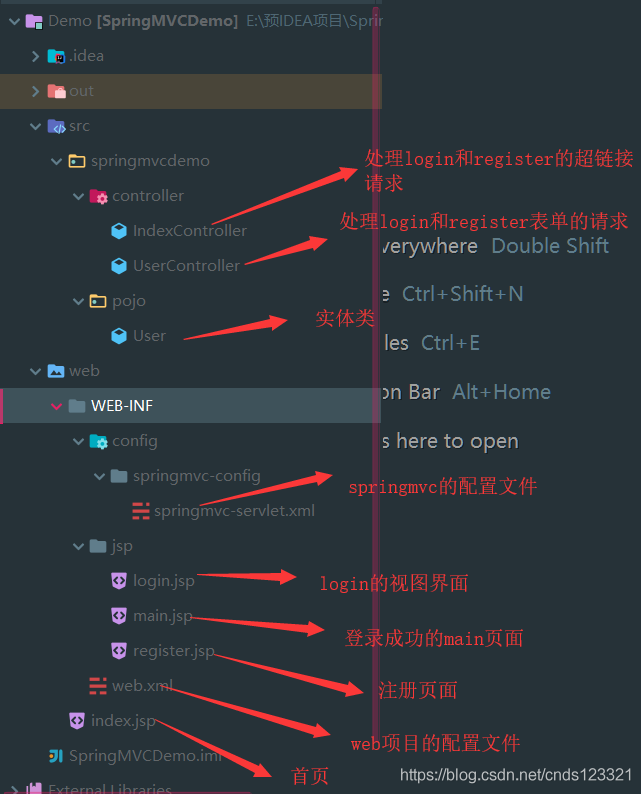 Demo [SpringMVCDemo] E:\预IDEA项目\Sprin
.idea
out
src
springmvcdemo
处理login和register的超链接
请求
controller
IndexController
处理login和register表单的请求
verywhere Double Shift
UserController
e Ctrl+Shift+N
pojo
实体类
User
les Ctrl+E
web
on Bar Alt+Home
WEB-INF
s here to open
config
springmvc-config
springmvc的配置文件
springmvc-servlet.xml
jsp
login.jsp
login的视图界面
main.jsp
登录成功的main页面
register.jsp
注册页面
web.xml
index.jsp
web项目的配置文件
SpringMVCDemo.iml
首页
https://blog.csdn.net/cnds123321
External Libraries